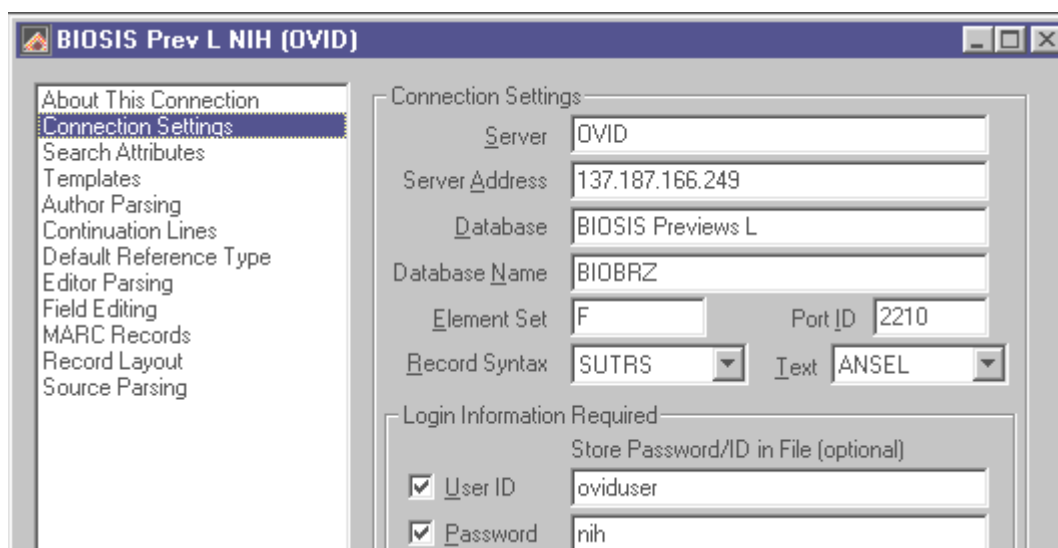 BIOSIS Prev L NIH (OVID)
About This Connection
Connection Settings
Search Attributes
Templates
Author Parsing
Continuation Lines
Default Reference Type
Editor Parsing
Field Editing
MARC Records
Record Layout
Source Parsing
Connection Settings
Server OVID
Server Address 137.187.166.249
Database BIOSIS Previews L
Database Name BIOBRZ
Element Set F Port ID 2210
Record Syntax SUTRS Text ANSEL
Login Information Required
Store Password/ID in File (optional)
User ID oviduser
Password nih